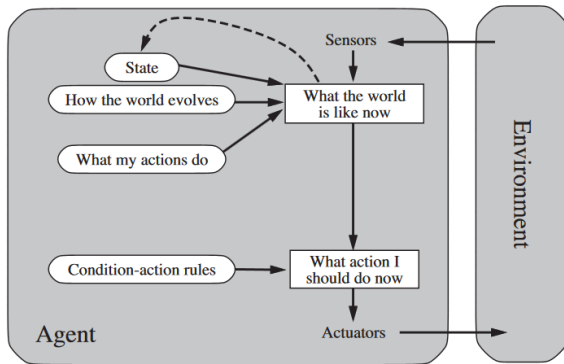 Sensors
State
How the world evolves
What the world
is like now
What my actions do
Condition-action rules
What action I
should do now
Agent
Actuators
Environment